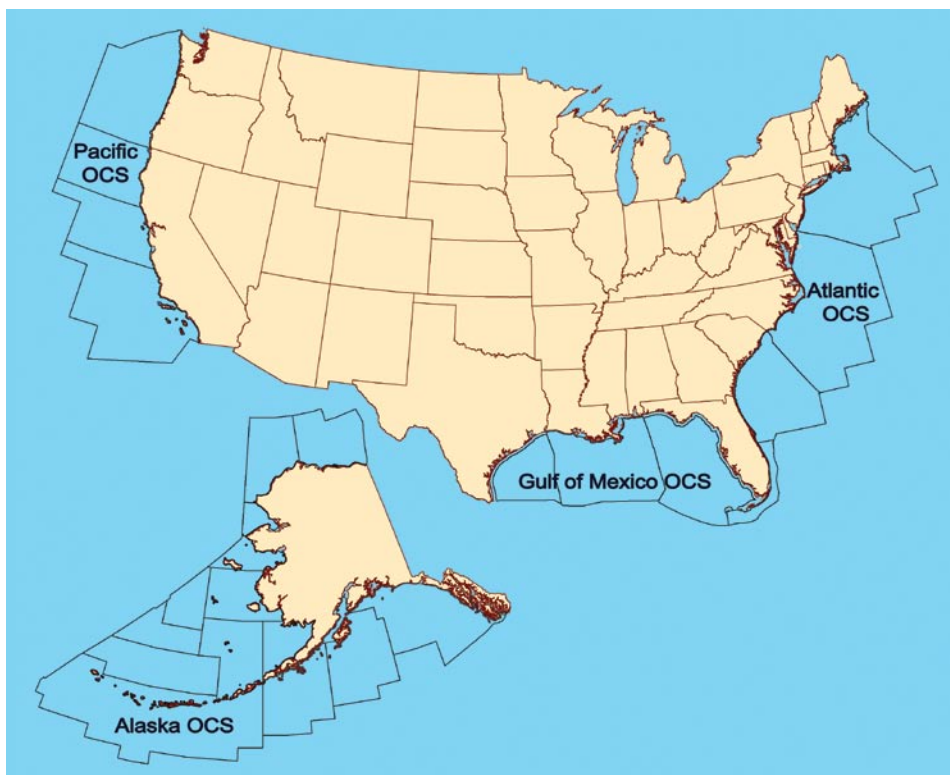 Pacific
OCS
Atlantic
OCS
Gulf of Mexico OCS
Alaska OCS